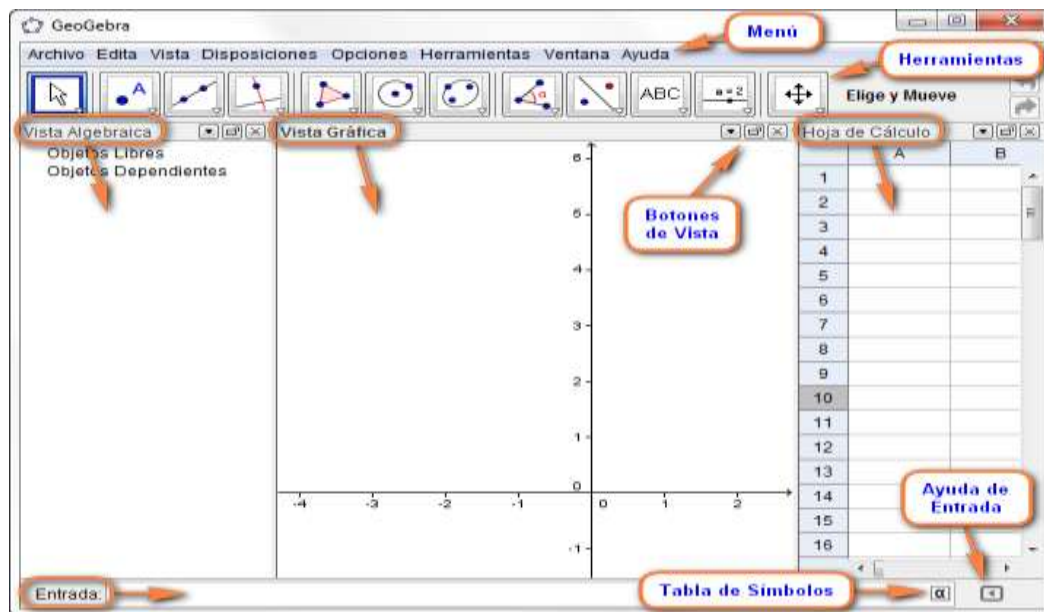 GeoGebra
Menú
Archivo Edita Vista Disposiciones Opciones Herramientas Ventana Ayuda
Herramientas
A
α
ABC
a = 2
Elige y Mueve
Vista Algebraica
Vista Gráfica
Hoja de Cálculo
Objetos Libres
Objetos Dependientes
Botones
de Vista
A B
1
2
3
4
5
6
7
8
9
10
11
12
13
14
15
16
6
5
4
3
2
1
0
-1
-4 -3 -2 -1 0 1 2
Ayuda de
Entrada
Entrada:
Tabla de Símbolos
α